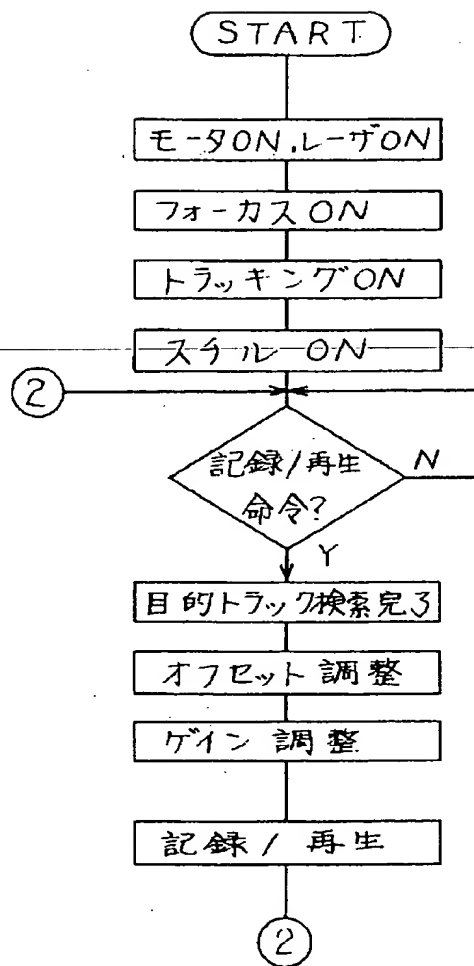 START
モータON.レーザON
フォーカスON
トラッキングON
スチルON
2
記録/再生
命令?
N
Y
目的トラック検索完了
オフセット調整
ゲイン調整
記録/再生
2